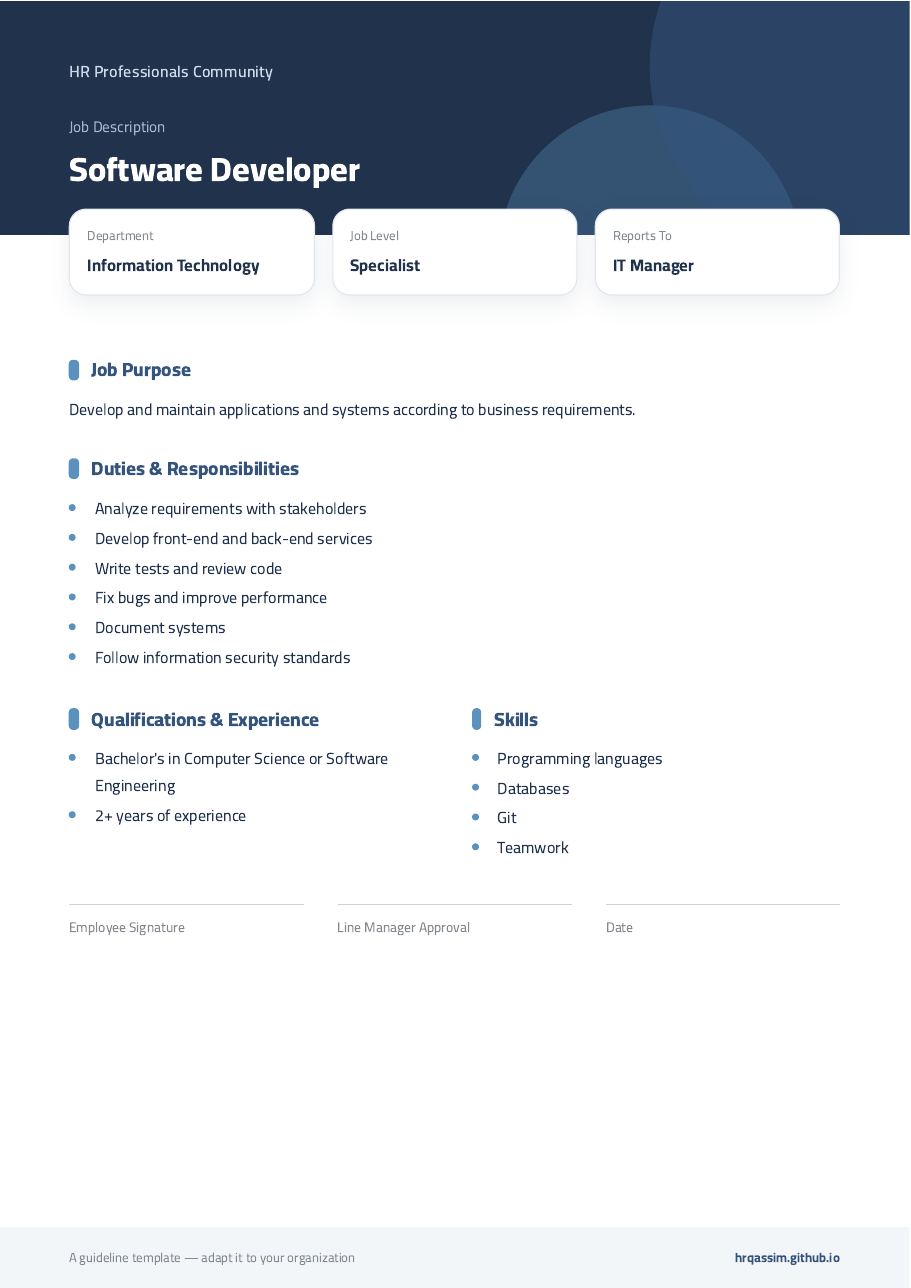 HR Professionals Community
Job Description
Software Developer
Department
Information Technology
Job Level
Specialist
Reports To
IT Manager
Job Purpose
Develop and maintain applications and systems according to business requirements.
Duties & Responsibilities
Analyze requirements with stakeholders
Develop front-end and back-end services
Write tests and review code
Fix bugs and improve performance
Document systems
Follow information security standards
Qualifications & Experience
Bachelor's in Computer Science or Software
Engineering
2+ years of experience
Skills
Programming languages
Databases
Git
Teamwork
Employee Signature
Line Manager Approval
Date
A guideline template — adapt it to your organization
hrqassim.github.io